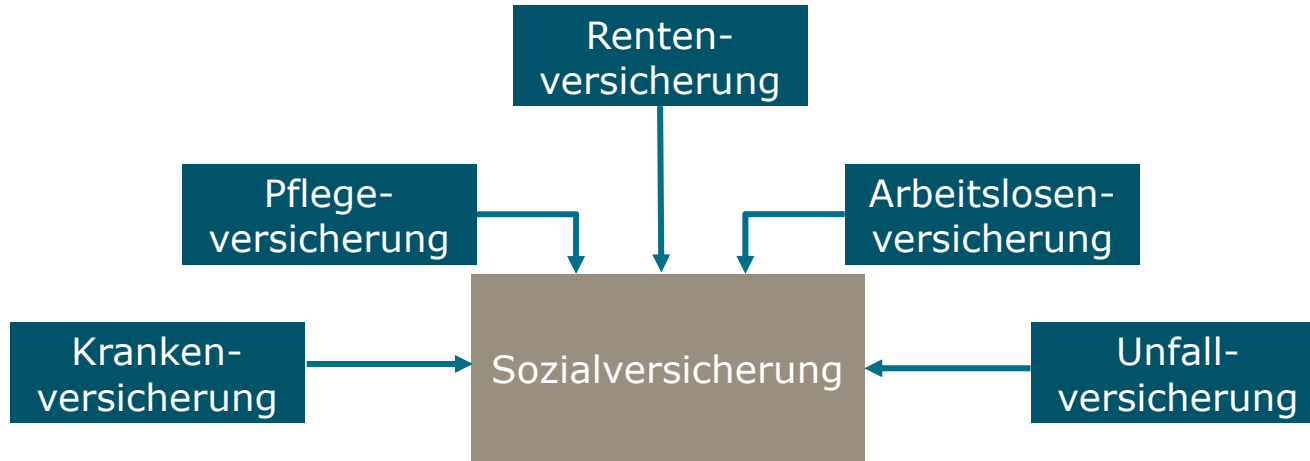 Renten-
versicherung
Pflege-
versicherung
Arbeitslosen-
versicherung
Kranken-
versicherung
Sozialversicherung
Unfall-
versicherung